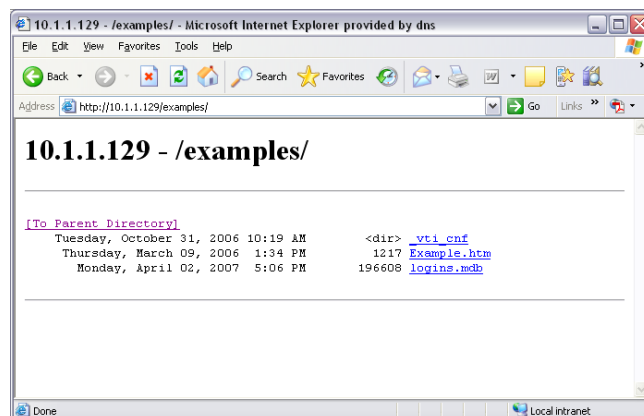 10.1.1.129 - /examples/ - Microsoft Internet Explorer provided by dns
File Edit View Favorites Tools Help
Back Search Favorites
Address http://10.1.1.129/examples/ Go Links
10.1.1.129 - /examples/
[To Parent Directory]
Tuesday, October 31, 2006 10:19 AM <dir> _vti_cnf
Thursday, March 09, 2006 1:34 PM 1217 Example.htm
Monday, April 02, 2007 5:06 PM 196608 logins.mdb
Done Local intranet